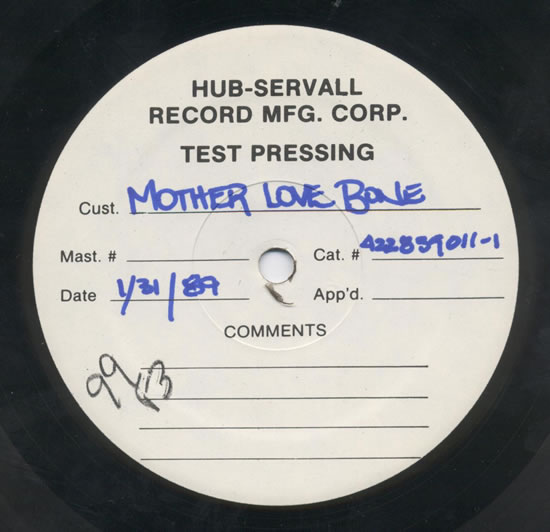 HUB-SERVALL
RECORD MFG. CORP.
TEST PRESSING
Cust. MOTHER LOVE BONE
Mast. # Cat. # 422839011-1
Date 1/31/89 App'd.
COMMENTS
99